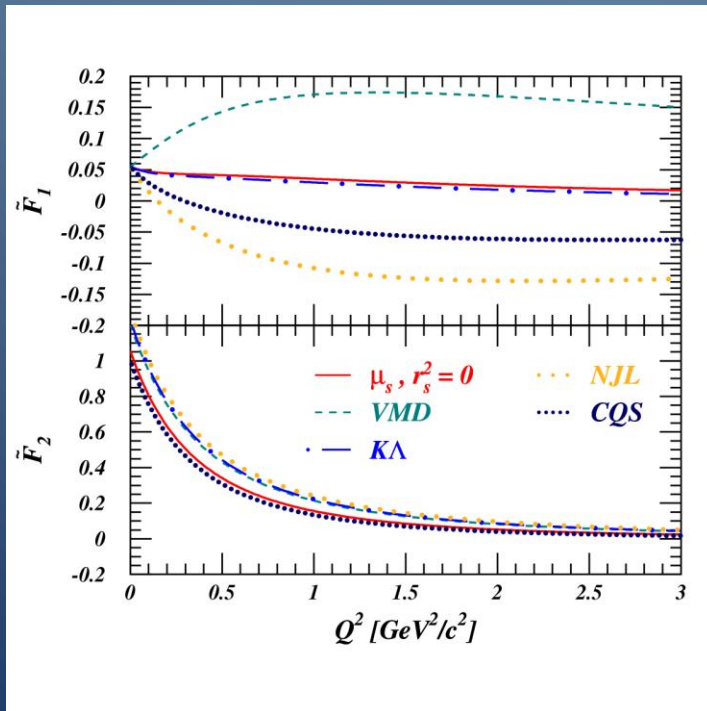 0.2
0.15
0.1
0.05
0
-0.05
-0.1
-0.15
-0.2
F̃₁
1
0.8
0.6
0.4
0.2
0
-0.2
F̃₂
μₛ , rₛ² = 0
NJL
VMD
CQS
KΛ
0 0.5 1 1.5 2 2.5 3
Q² [GeV²/c²]